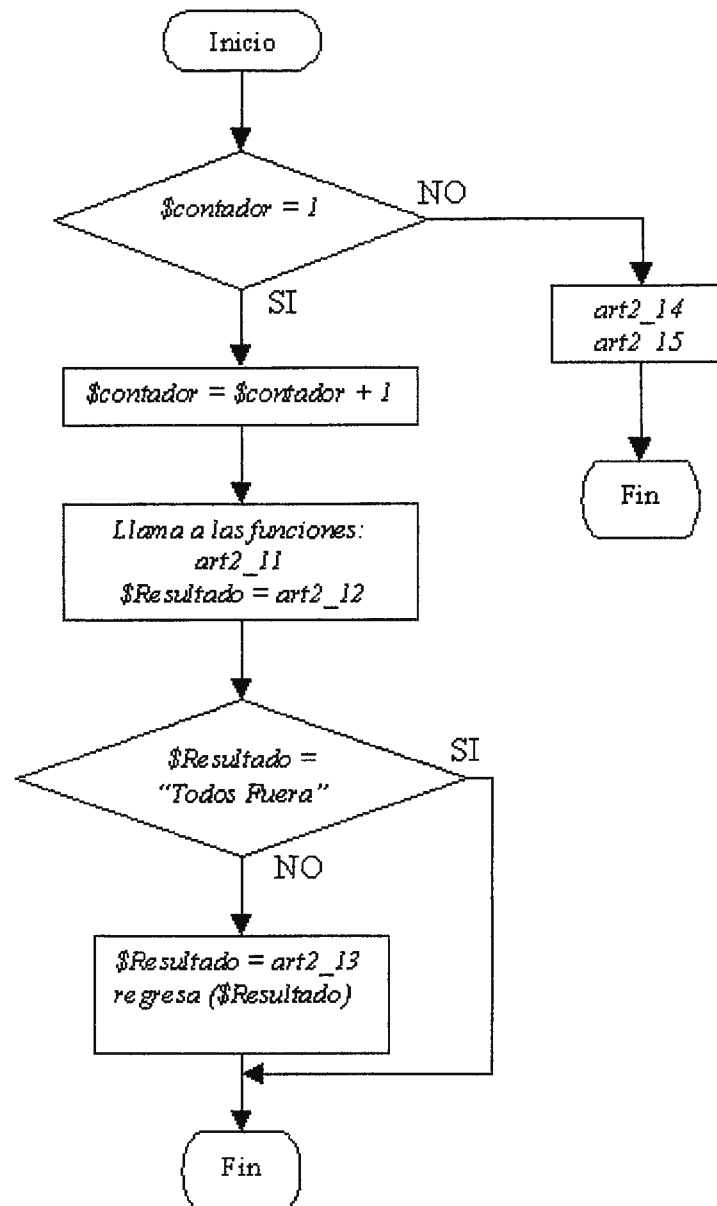 Inicio
$contador = 1
NO
SI
art2_14
art2_15
$contador = $contador + 1
Fin
Llama a las funciones:
art2_11
$Resultado = art2_12
$Resultado =
“Todos Fuera”
SI
NO
$Resultado = art2_13
regresa ($Resultado)
Fin